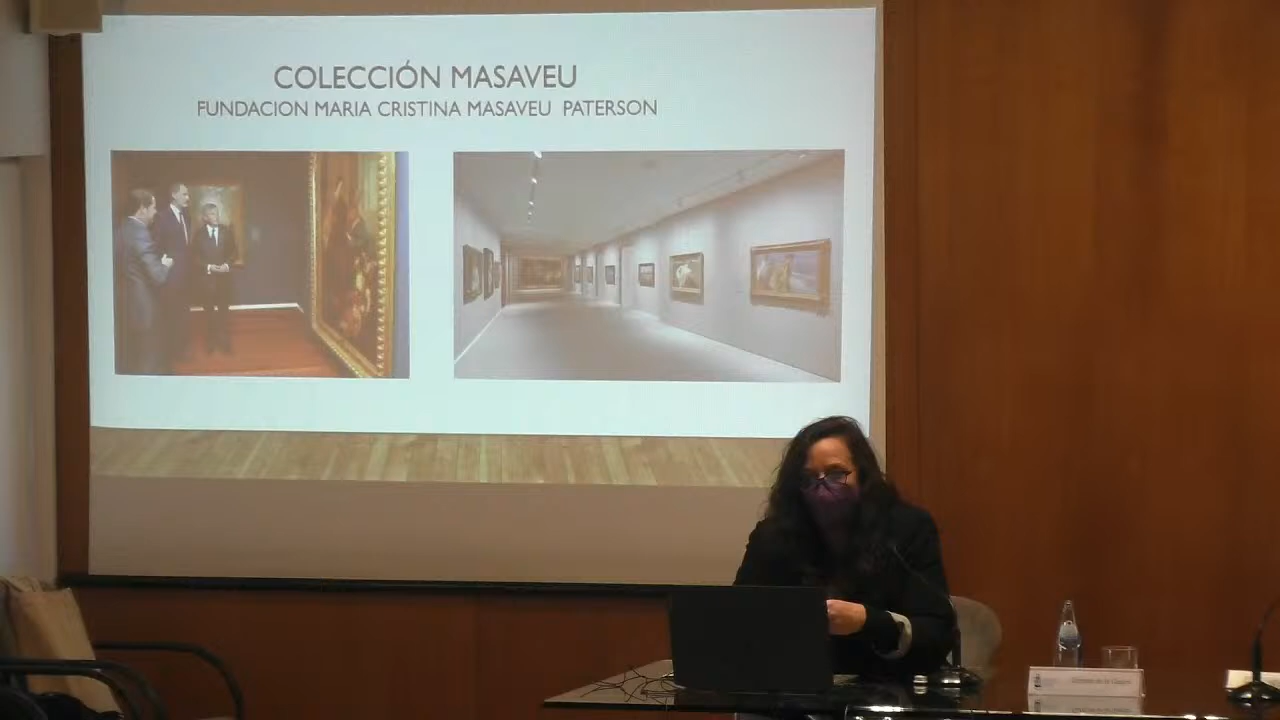 COLECCIÓN MASAVEU
FUNDACION MARIA CRISTINA MASAVEU PATERSON